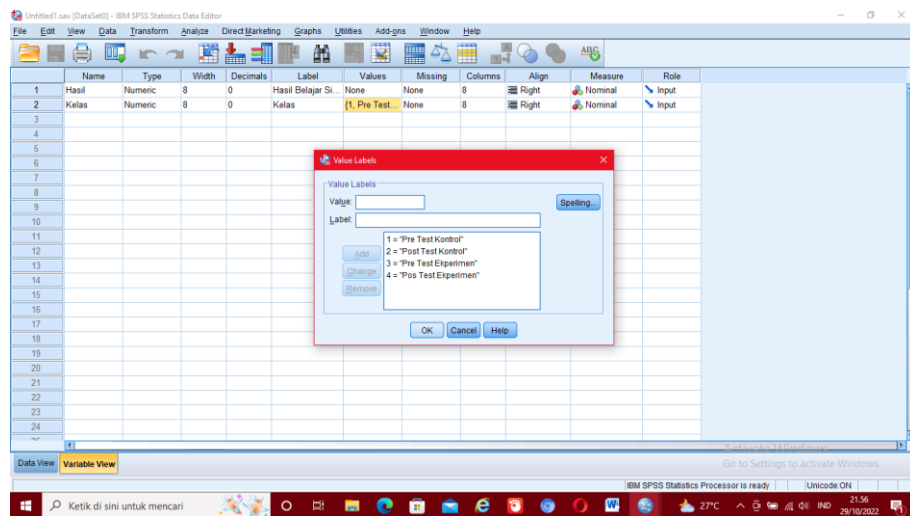 Untitled1.sav [DataSet0] - IBM SPSS Statistics Data Editor
File Edit View Data Transform Analyze Direct Marketing Graphs Utilities Add-ons Window Help
Name Type Width Decimals Label Values Missing Columns Align Measure Role
1 Hasil Numeric 8 0 Hasil Belajar Si... None None 8 Right Nominal Input
2 Kelas Numeric 8 0 Kelas {1, Pre Test... None 8 Right Nominal Input
3
4
5
6
7
8
9
10
11
12
13
14
15
16
17
18
19
20
21
22
23
24
Value Labels
Value Labels
Value:
Spelling...
Label:
Add
Change
Remove
1 = "Pre Test Kontrol"
2 = "Post Test Kontrol"
3 = "Pre Test Ekperimen"
4 = "Pos Test Ekperimen"
OK Cancel Help
Activate Windows
Go to Settings to activate Windows.
Data View Variable View
IBM SPSS Statistics Processor is ready Unicode:ON
Ketik di sini untuk mencari
27°C IND 21.56
29/10/2022